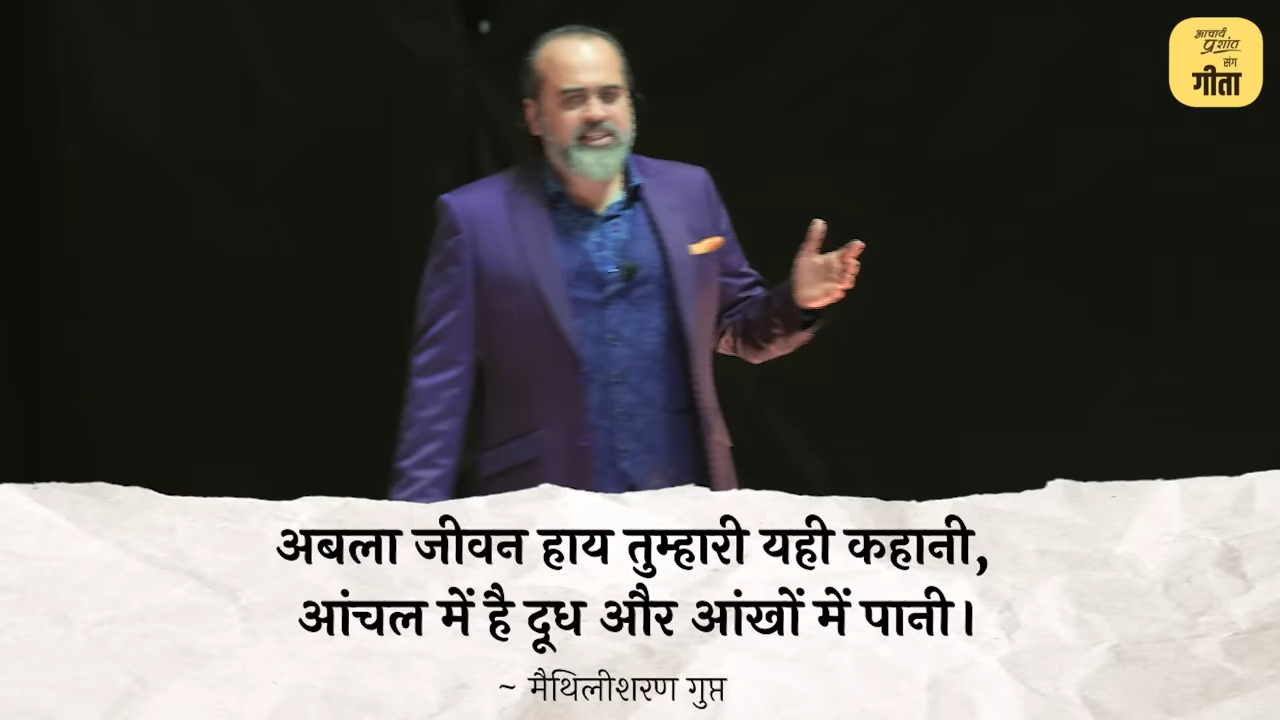 आचार्य
प्रशांत
संग
गीता
अबला जीवन हाय तुम्हारी यही कहानी,
आंचल में है दूध और आंखों में पानी।
~ मैथिलीशरण गुप्त